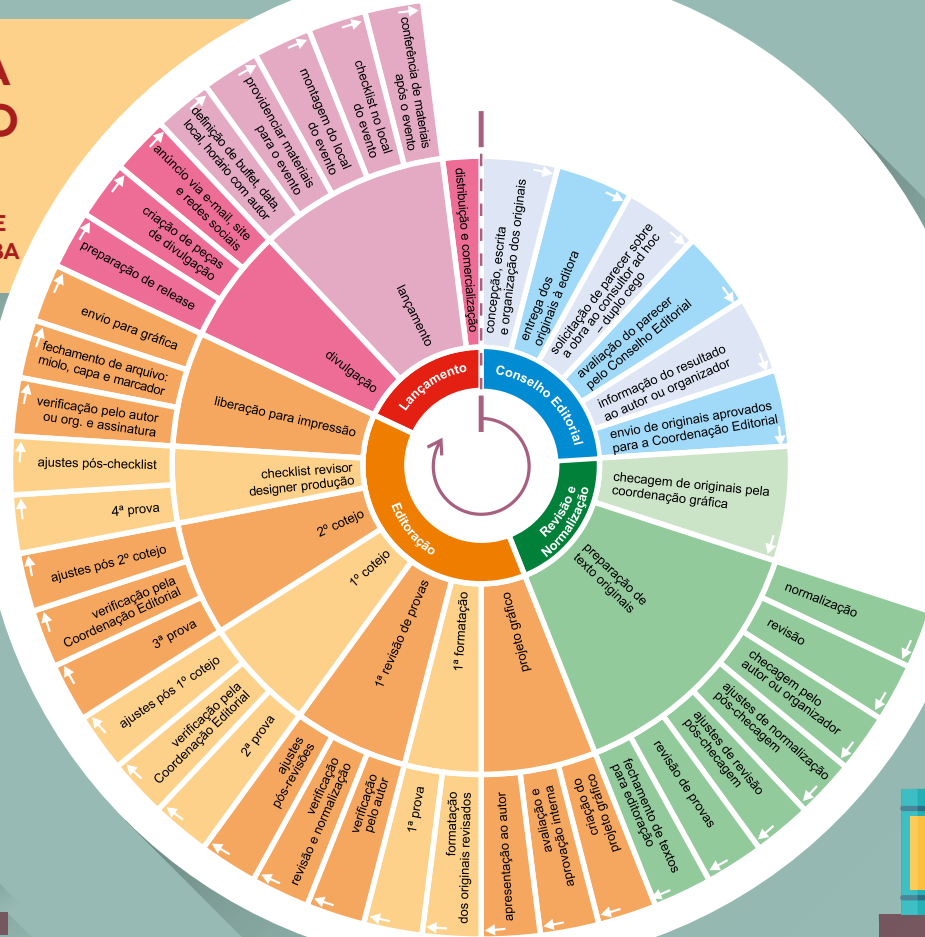 A
O
E
BA
Conselho Editorial
concepção, escrita
e organização dos originais
entrega dos
originais à editora
solicitação de parecer sobre
a obra ao consultor ad hoc
– duplo cego
avaliação do parecer
pelo Conselho Editorial
informação do resultado
ao autor ou organizador
envio de originais aprovados
para a Coordenação Editorial
Revisão e
Normalização
checagem de originais pela
coordenação gráfica
preparação de
texto originais
normalização
revisão
checagem pelo
autor ou organizador
ajustes de normalização
pós-checagem
ajustes de revisão
pós-checagem
revisão de provas
fechamento de textos
para editoração
Editoração
projeto gráfico
criação do
projeto gráfico
avaliação e
aprovação interna
apresentação ao autor
1ª formatação
formatação
dos originais revisados
1ª prova
1ª revisão de provas
verificação
pelo autor
verificação
revisão e normalização
ajustes
pós-revisões
1º cotejo
2ª prova
verificação pela
Coordenação Editorial
ajustes pós 1º cotejo
2º cotejo
3ª prova
verificação pela
Coordenação Editorial
ajustes pós 2º cotejo
checklist revisor
designer produção
4ª prova
ajustes pós-checklist
liberação para impressão
verificação pelo autor
ou org. e assinatura
fechamento de arquivo:
miolo, capa e marcador
envio para gráfica
Lançamento
divulgação
preparação de release
criação de peças
de divulgação
anúncio via e-mail, site
e redes sociais
lançamento
definição de buffet, data,
local, horário com autor
providenciar materiais
para o evento
montagem do local
do evento
checklist no local
do evento
conferência de materiais
após o evento
distribuição e comercialização